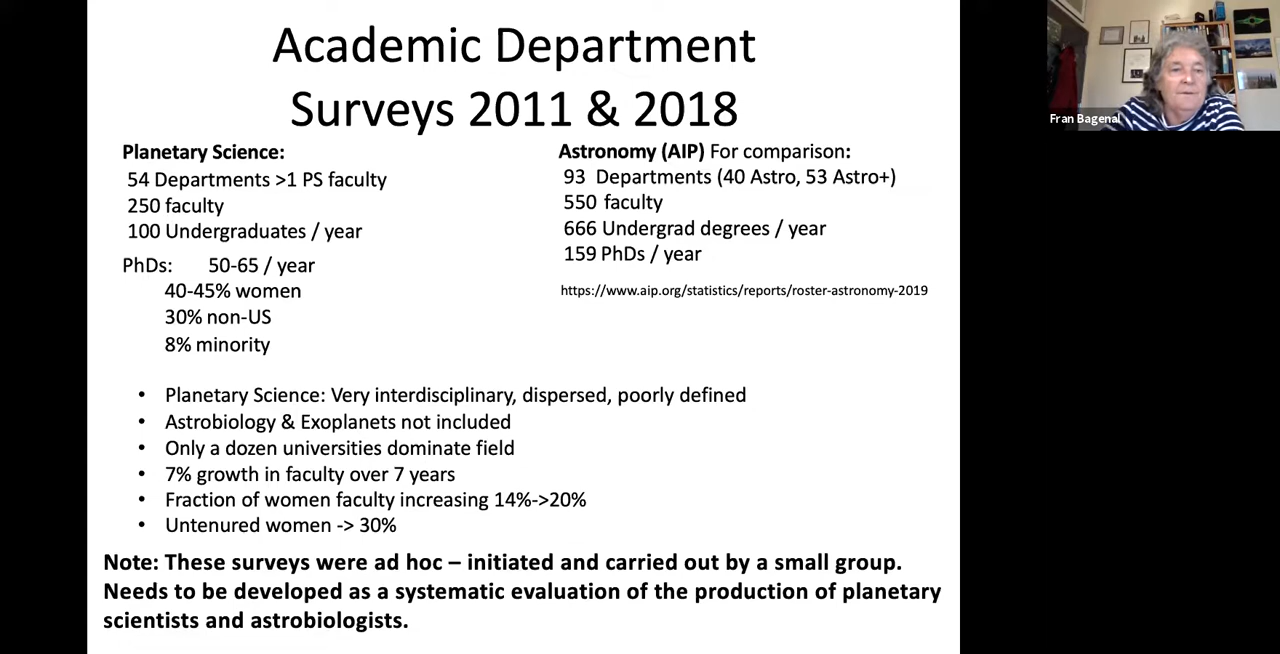 Academic Department
Surveys 2011 & 2018
Planetary Science:
54 Departments >1 PS faculty
250 faculty
100 Undergraduates / year
PhDs: 50-65 / year
40-45% women
30% non-US
8% minority
Astronomy (AIP) For comparison:
93 Departments (40 Astro, 53 Astro+)
550 faculty
666 Undergrad degrees / year
159 PhDs / year
https://www.aip.org/statistics/reports/roster-astronomy-2019
• Planetary Science: Very interdisciplinary, dispersed, poorly defined
• Astrobiology & Exoplanets not included
• Only a dozen universities dominate field
• 7% growth in faculty over 7 years
• Fraction of women faculty increasing 14%->20%
• Untenured women -> 30%
Note: These surveys were ad hoc – initiated and carried out by a small group.
Needs to be developed as a systematic evaluation of the production of planetary
scientists and astrobiologists.
Fran Bagenal